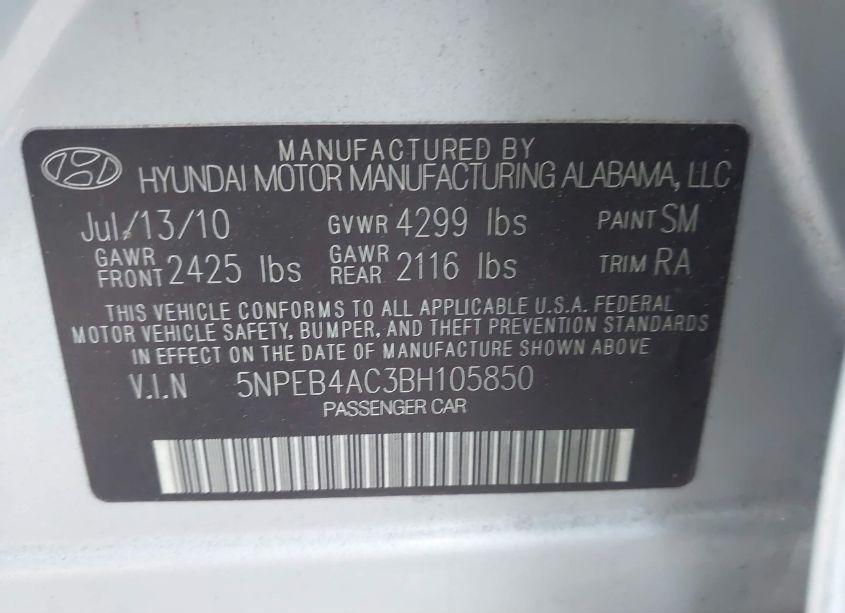 MANUFACTURED BY
HYUNDAI MOTOR MANUFACTURING ALABAMA, LLC
Jul/13/10 GVWR 4299 lbs PAINT SM
GAWR FRONT 2425 lbs GAWR REAR 2116 lbs TRIM RA
THIS VEHICLE CONFORMS TO ALL APPLICABLE U.S.A. FEDERAL
MOTOR VEHICLE SAFETY, BUMPER, AND THEFT PREVENTION STANDARDS
IN EFFECT ON THE DATE OF MANUFACTURE SHOWN ABOVE
V.I.N 5NPEB4AC3BH105850
PASSENGER CAR